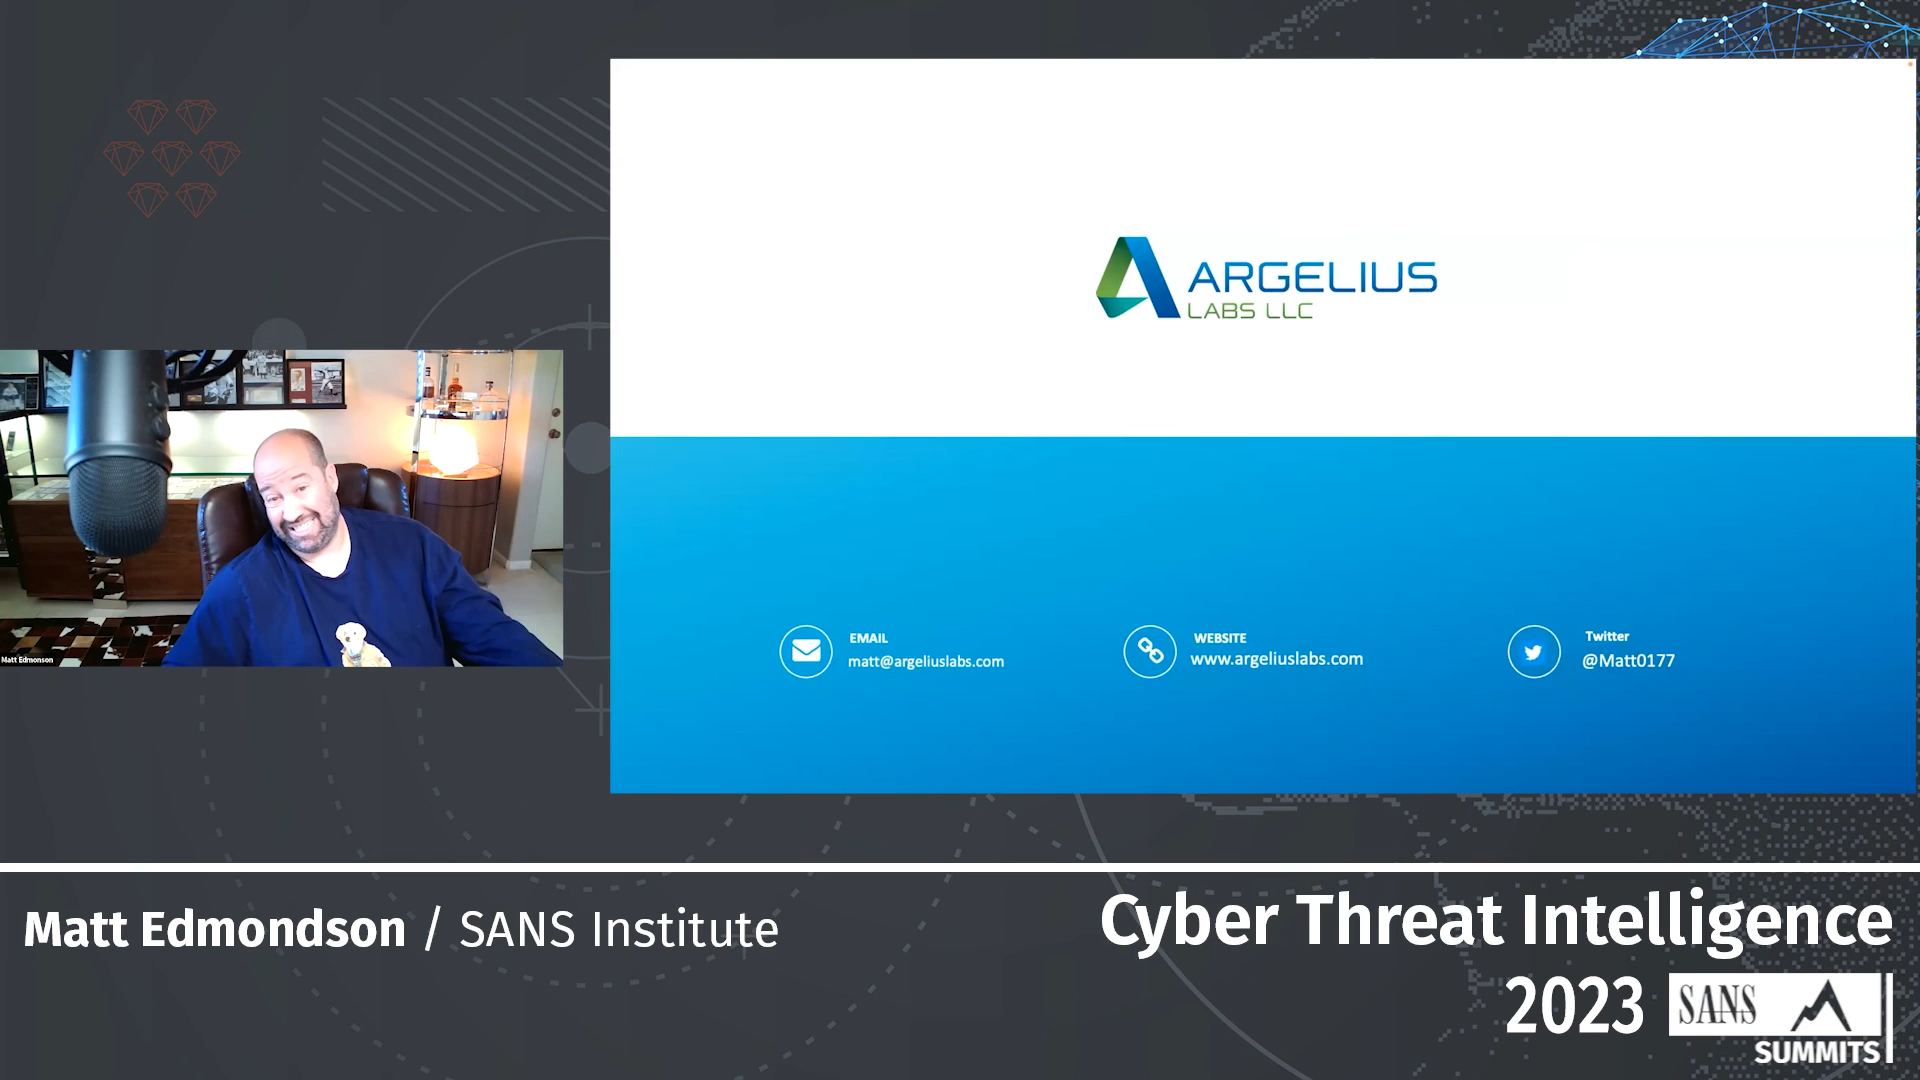 ARGELIUS
LABS LLC
EMAIL
matt@argeliuslabs.com
WEBSITE
www.argeliuslabs.com
Twitter
@Matt0177
Matt Edmonson
Matt Edmondson / SANS Institute
Cyber Threat Intelligence
2023
SANS
SUMMITS